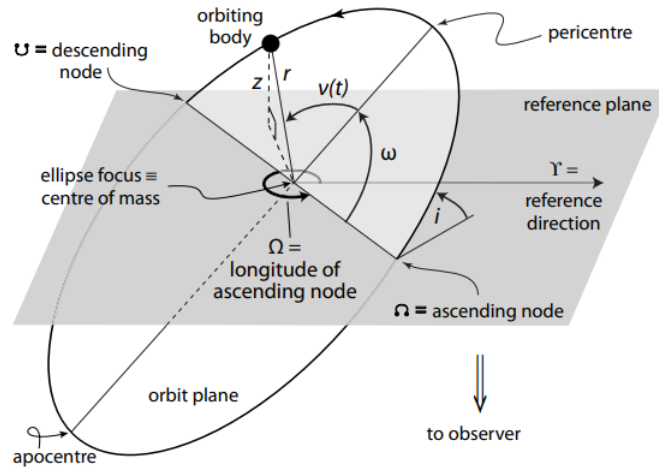 orbiting
body
☋ = descending
node
pericentre
z
r
ν(t)
reference plane
ω
ellipse focus ≡
centre of mass
ϒ =
reference
direction
i
Ω =
longitude of
ascending node
☊ = ascending node
orbit plane
to observer
apocentre